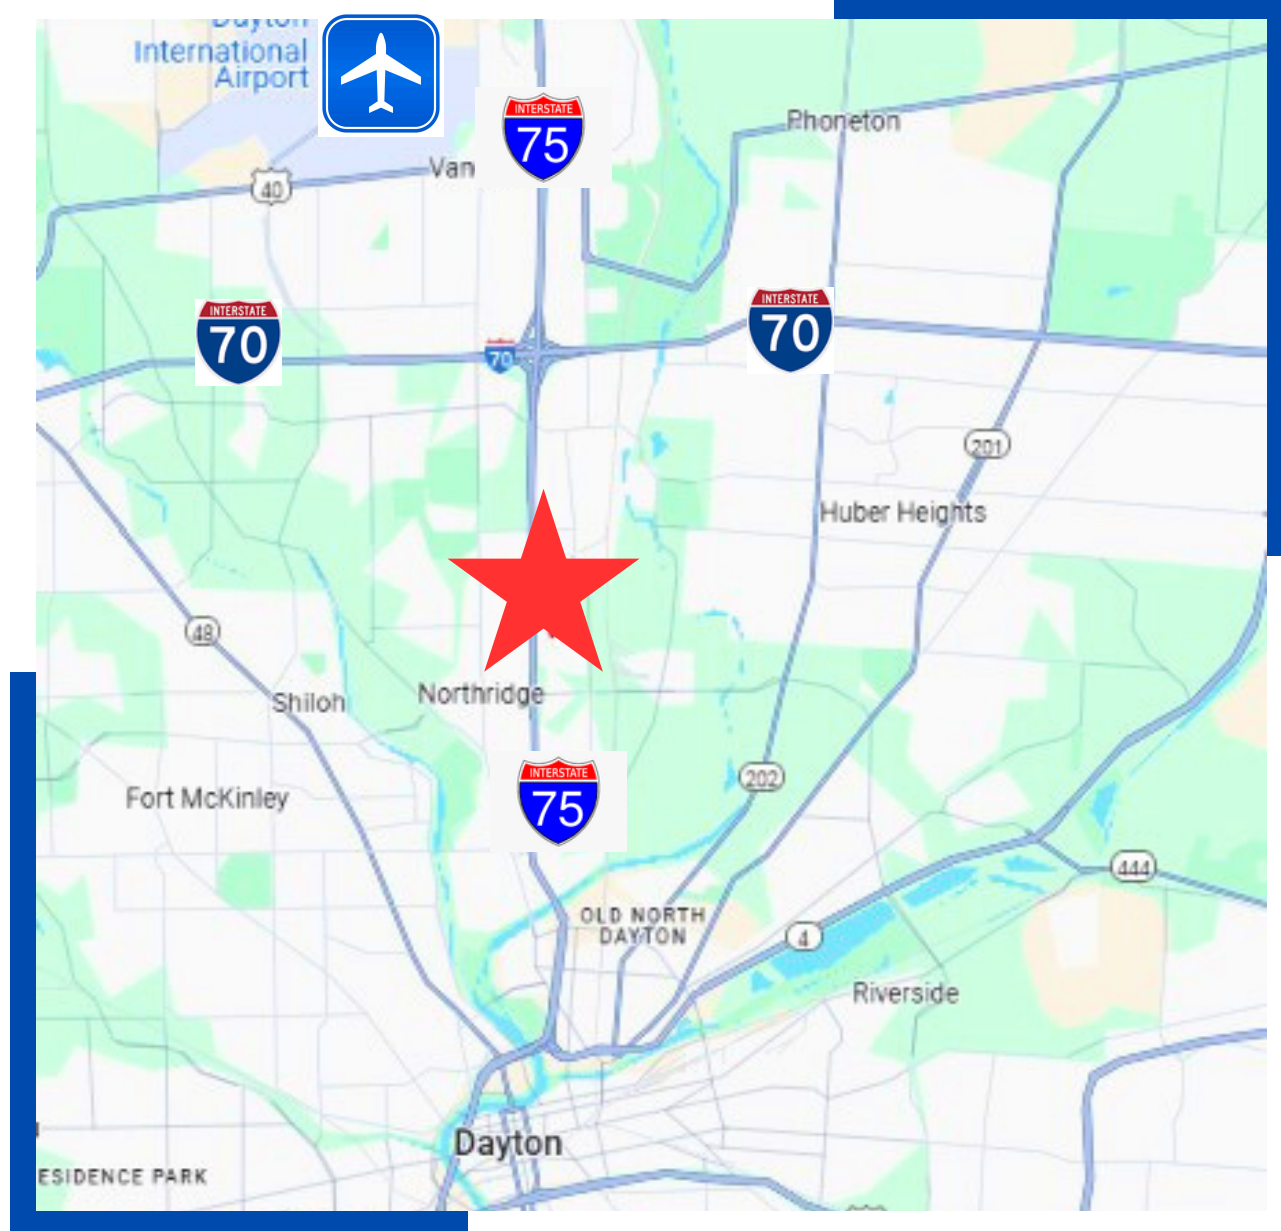 Dayton
International
Airport
INTERSTATE
75
Phoneton
Van
40
INTERSTATE
70
INTERSTATE
70
70
201
Huber Heights
48
Northridge
Shiloh
INTERSTATE
75
202
Fort McKinley
444
OLD NORTH
DAYTON
4
Riverside
Dayton
ESIDENCE PARK